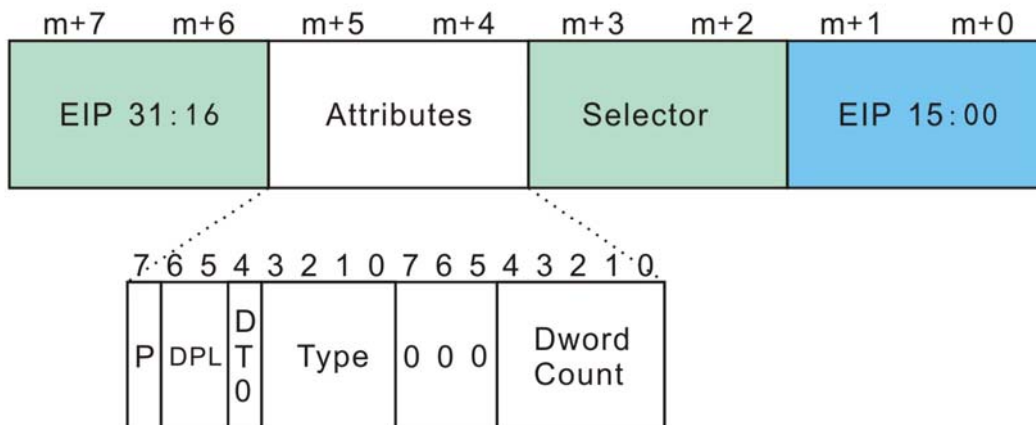 m+7 m+6 m+5 m+4 m+3 m+2 m+1 m+0
EIP 31:16 Attributes Selector EIP 15:00
7 6 5 4 3 2 1 0 7 6 5 4 3 2 1 0
P DPL D T 0 Type 0 0 0 Dword Count